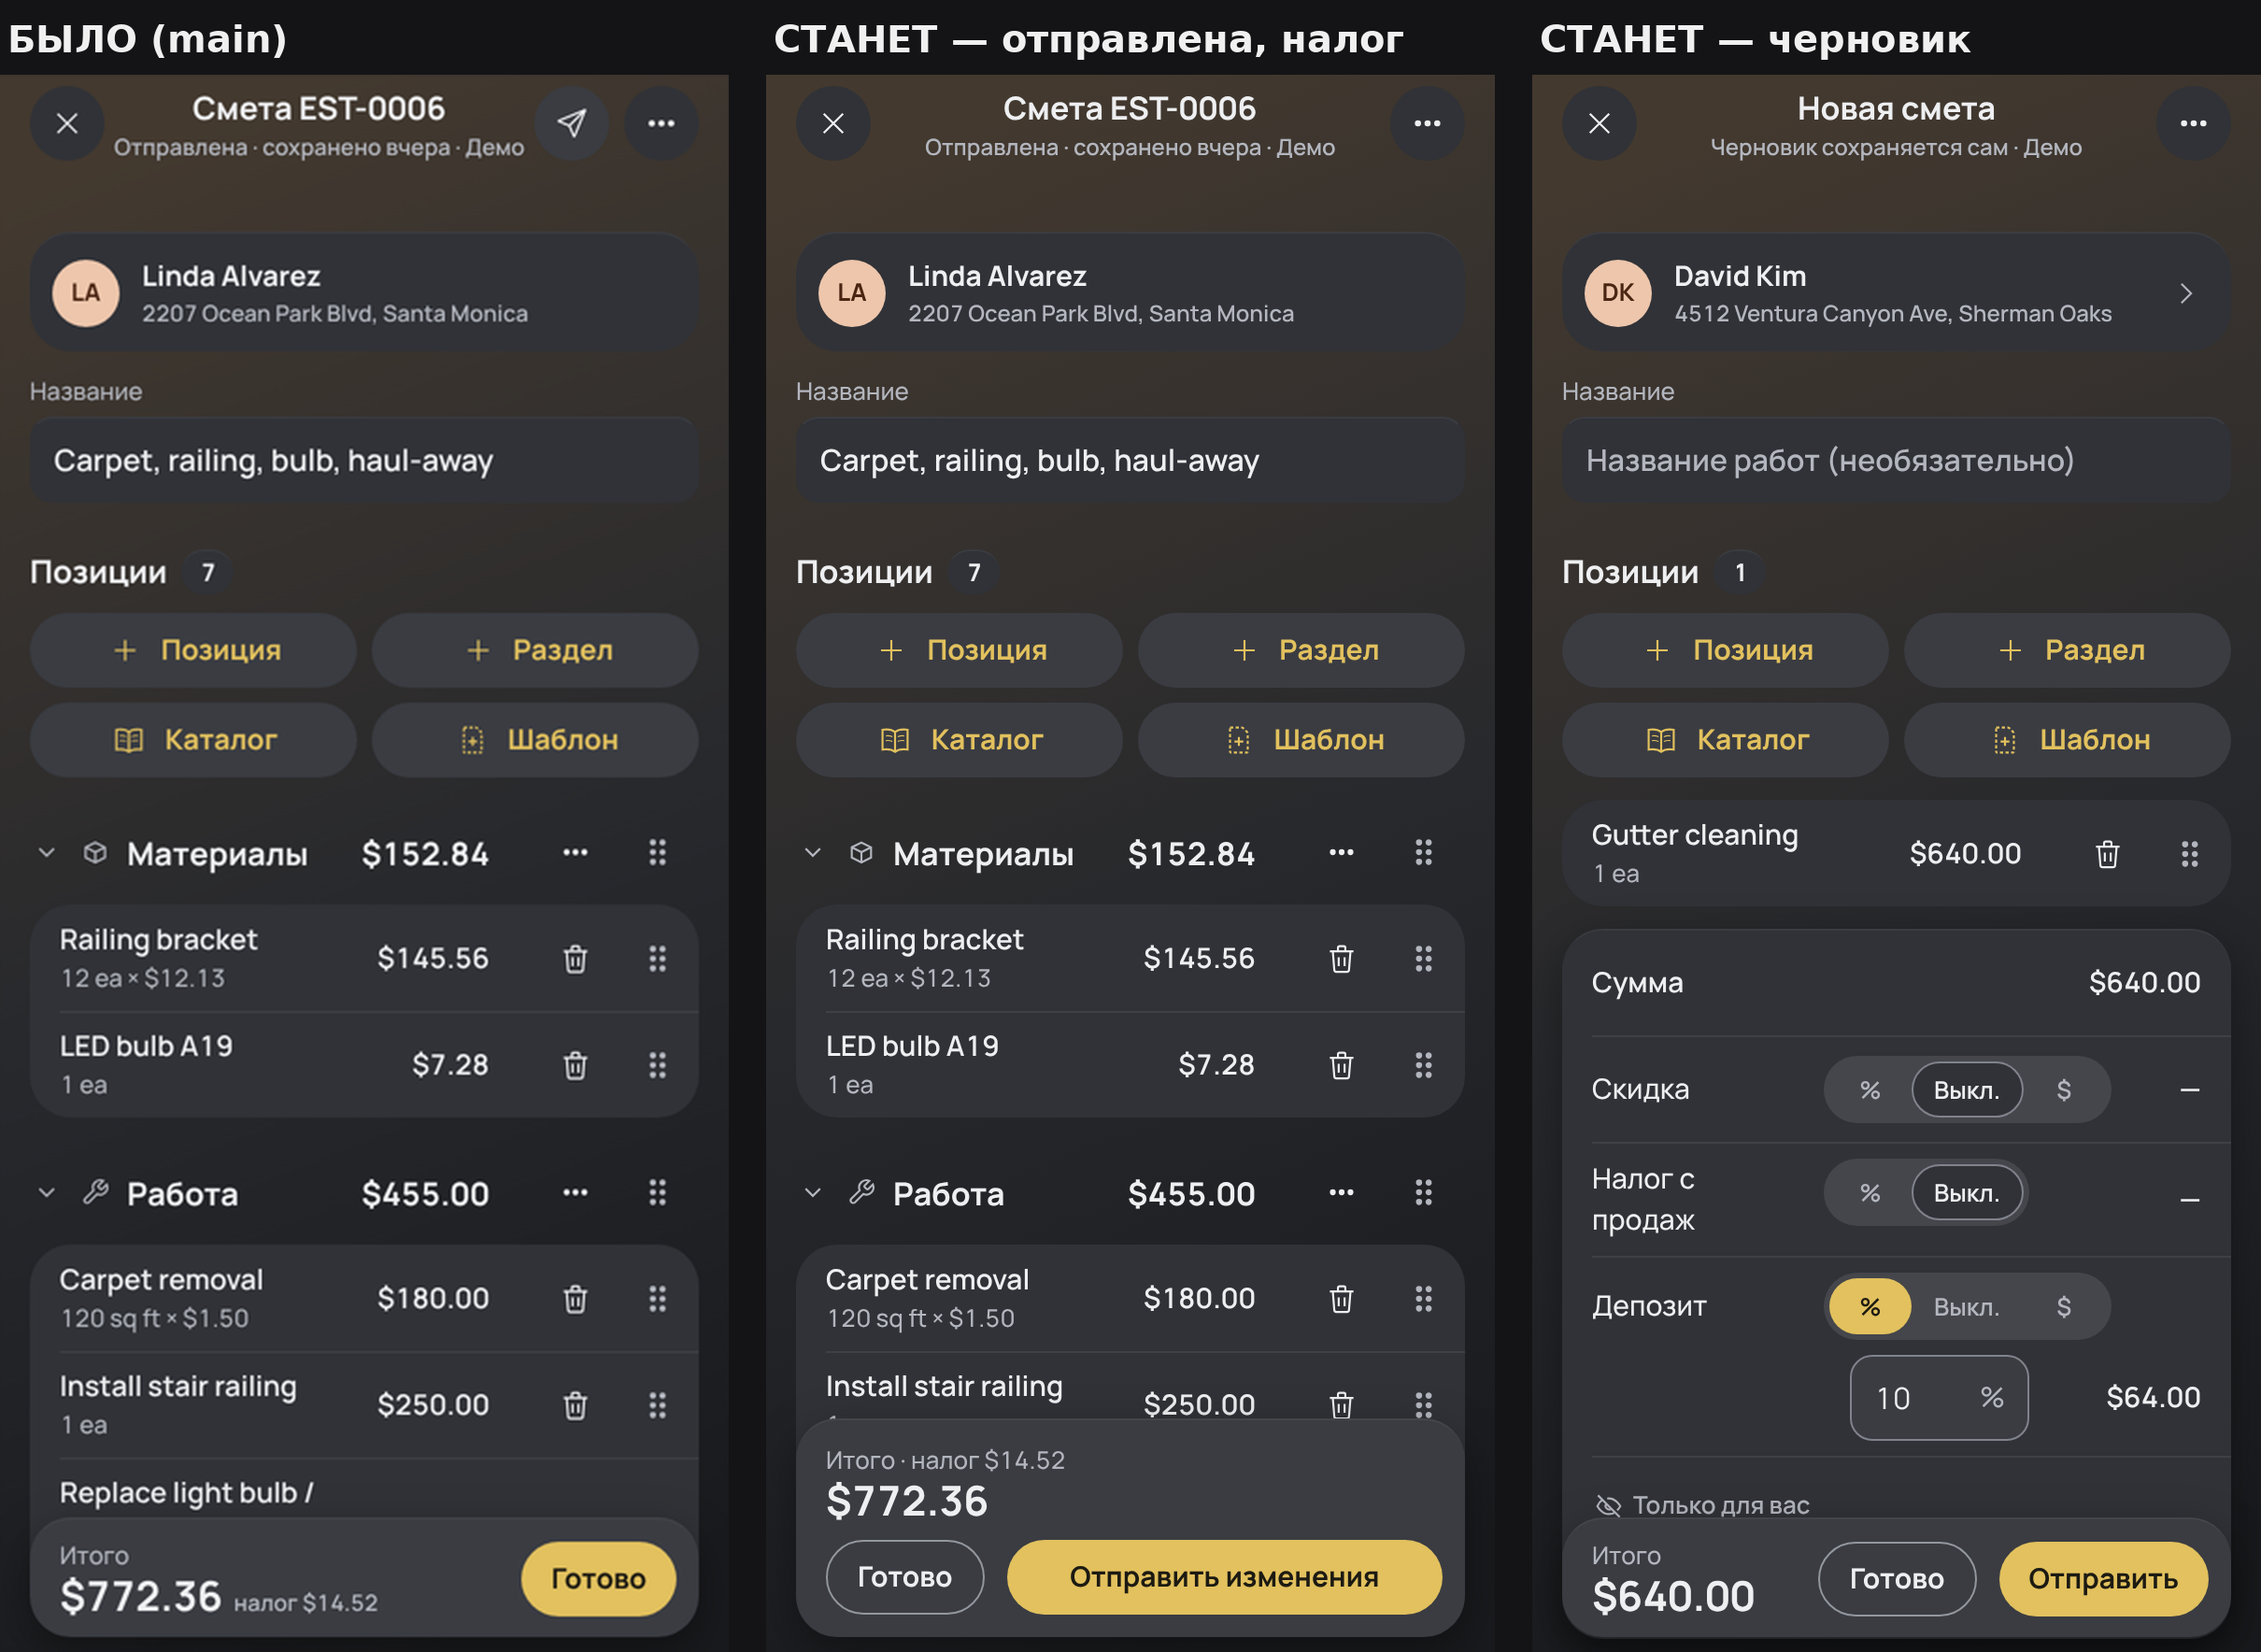 БЫЛО (main)
Смета EST-0006
Отправлена · сохранено вчера · Демо
LA
Linda Alvarez
2207 Ocean Park Blvd, Santa Monica
Название
Carpet, railing, bulb, haul-away
Позиции 7
+ Позиция
+ Раздел
Каталог
Шаблон
Материалы $152.84
Railing bracket
$145.56
12 ea × $12.13
LED bulb A19
$7.28
1 ea
Работа $455.00
Carpet removal
$180.00
120 sq ft × $1.50
Install stair railing
$250.00
1 ea
Replace light bulb /
Итого
$772.36 налог $14.52
Готово
СТАНЕТ — отправлена, налог
Смета EST-0006
Отправлена · сохранено вчера · Демо
LA
Linda Alvarez
2207 Ocean Park Blvd, Santa Monica
Название
Carpet, railing, bulb, haul-away
Позиции 7
+ Позиция
+ Раздел
Каталог
Шаблон
Материалы $152.84
Railing bracket
$145.56
12 ea × $12.13
LED bulb A19
$7.28
1 ea
Работа $455.00
Carpet removal
$180.00
120 sq ft × $1.50
Install stair railing
$250.00
Итого · налог $14.52
$772.36
Готово
Отправить изменения
СТАНЕТ — черновик
Новая смета
Черновик сохраняется сам · Демо
DK
David Kim
4512 Ventura Canyon Ave, Sherman Oaks
Название
Название работ (необязательно)
Позиции 1
+ Позиция
+ Раздел
Каталог
Шаблон
Gutter cleaning
$640.00
1 ea
Сумма $640.00
Скидка % Выкл. $ —
Налог с
продаж
% Выкл. —
Депозит % Выкл. $
10 % $64.00
Только для вас
Итого
$640.00
Готово
Отправить